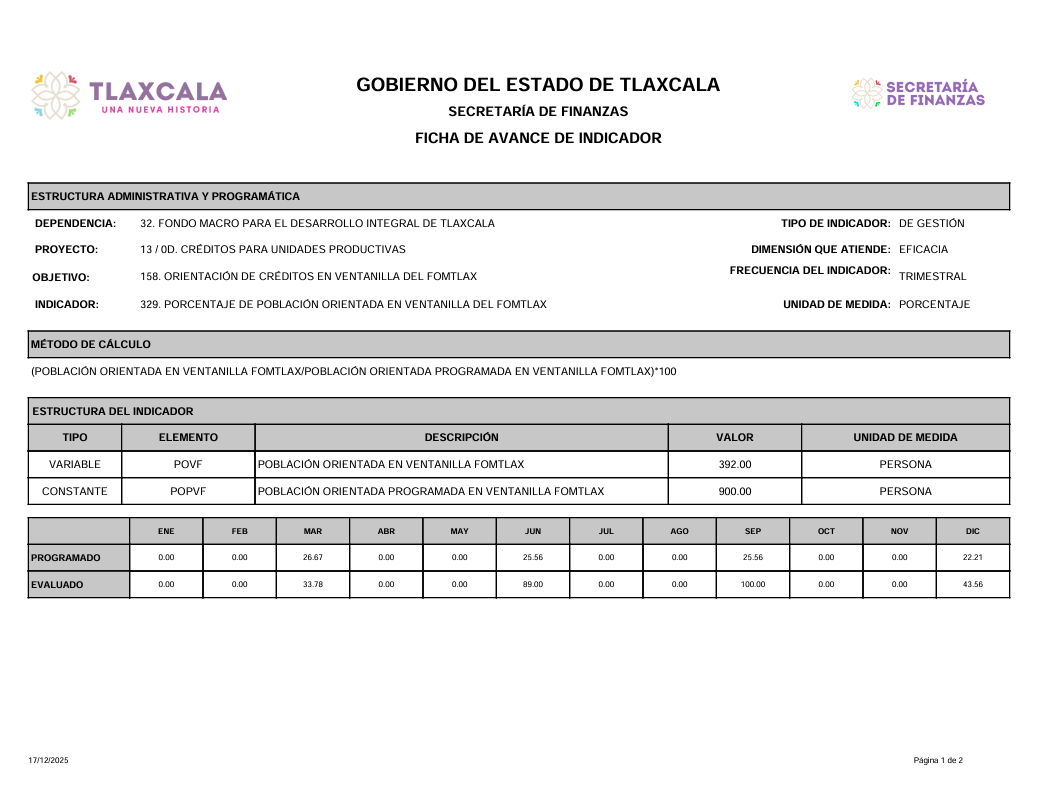 TLAXCALA
UNA NUEVA HISTORIA
GOBIERNO DEL ESTADO DE TLAXCALA
SECRETARÍA DE FINANZAS
FICHA DE AVANCE DE INDICADOR
SECRETARÍA
DE FINANZAS
ESTRUCTURA ADMINISTRATIVA Y PROGRAMÁTICA
DEPENDENCIA: 32. FONDO MACRO PARA EL DESARROLLO INTEGRAL DE TLAXCALA TIPO DE INDICADOR: DE GESTIÓN
PROYECTO: 13 / 0D. CRÉDITOS PARA UNIDADES PRODUCTIVAS DIMENSIÓN QUE ATIENDE: EFICACIA
OBJETIVO: 158. ORIENTACIÓN DE CRÉDITOS EN VENTANILLA DEL FOMTLAX FRECUENCIA DEL INDICADOR: TRIMESTRAL
INDICADOR: 329. PORCENTAJE DE POBLACIÓN ORIENTADA EN VENTANILLA DEL FOMTLAX UNIDAD DE MEDIDA: PORCENTAJE
MÉTODO DE CÁLCULO
(POBLACIÓN ORIENTADA EN VENTANILLA FOMTLAX/POBLACIÓN ORIENTADA PROGRAMADA EN VENTANILLA FOMTLAX)*100
ESTRUCTURA DEL INDICADOR
TIPO ELEMENTO DESCRIPCIÓN VALOR UNIDAD DE MEDIDA
VARIABLE POVF POBLACIÓN ORIENTADA EN VENTANILLA FOMTLAX 392.00 PERSONA
CONSTANTE POPVF POBLACIÓN ORIENTADA PROGRAMADA EN VENTANILLA FOMTLAX 900.00 PERSONA
ENE FEB MAR ABR MAY JUN JUL AGO SEP OCT NOV DIC
PROGRAMADO 0.00 0.00 26.67 0.00 0.00 25.56 0.00 0.00 25.56 0.00 0.00 22.21
EVALUADO 0.00 0.00 33.78 0.00 0.00 89.00 0.00 0.00 100.00 0.00 0.00 43.56
17/12/2025 Página 1 de 2